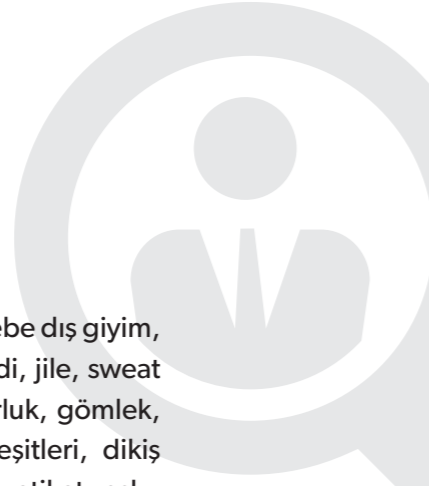 ebe dış giyim,
di, jile, sweat
rluk, gömlek,
eşitleri, dikiş